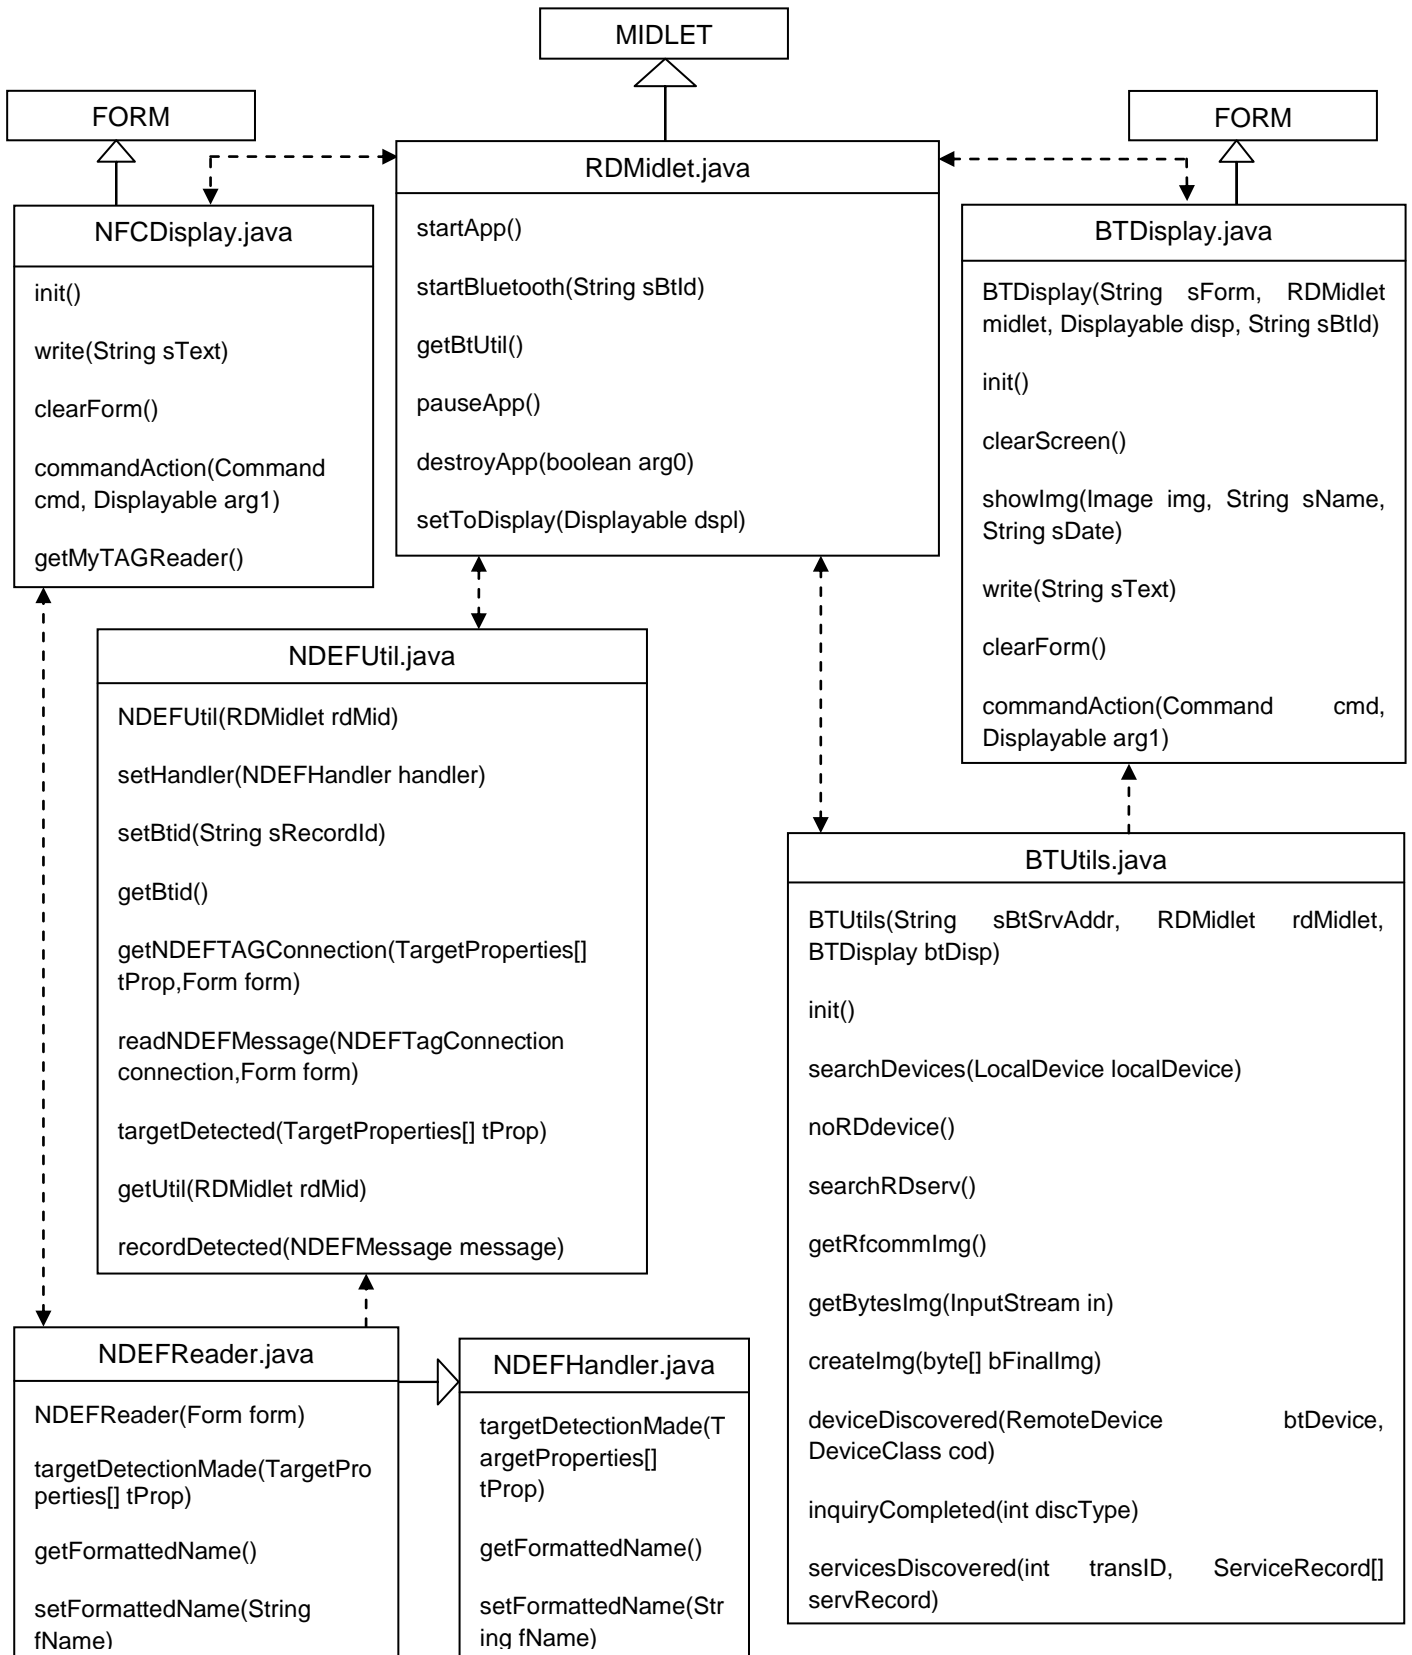 MIDLET
FORM
FORM
RDMidlet.java
startApp()
startBluetooth(String sBtId)
getBtUtil()
pauseApp()
destroyApp(boolean arg0)
setToDisplay(Displayable dspl)
NFCDisplay.java
init()
write(String sText)
clearForm()
commandAction(Command
cmd, Displayable arg1)
getMyTAGReader()
BTDisplay.java
BTDisplay(String sForm, RDMidlet
midlet, Displayable disp, String sBtId)
init()
clearScreen()
showImg(Image img, String sName,
String sDate)
write(String sText)
clearForm()
commandAction(Command cmd,
Displayable arg1)
NDEFUtil.java
NDEFUtil(RDMidlet rdMid)
setHandler(NDEFHandler handler)
setBtid(String sRecordId)
getBtid()
getNDEFTAGConnection(TargetProperties[]
tProp,Form form)
readNDEFMessage(NDEFTagConnection
connection,Form form)
targetDetected(TargetProperties[] tProp)
getUtil(RDMidlet rdMid)
recordDetected(NDEFMessage message)
BTUtils.java
BTUtils(String sBtSrvAddr, RDMidlet rdMidlet,
BTDisplay btDisp)
init()
searchDevices(LocalDevice localDevice)
noRDdevice()
searchRDserv()
getRfcommImg()
getBytesImg(InputStream in)
createImg(byte[] bFinalImg)
deviceDiscovered(RemoteDevice btDevice,
DeviceClass cod)
inquiryCompleted(int discType)
servicesDiscovered(int transID, ServiceRecord[]
servRecord)
NDEFReader.java
NDEFReader(Form form)
targetDetectionMade(TargetPro
perties[] tProp)
getFormattedName()
setFormattedName(String
fName)
NDEFHandler.java
targetDetectionMade(T
argetProperties[]
tProp)
getFormattedName()
setFormattedName(Str
ing fName)